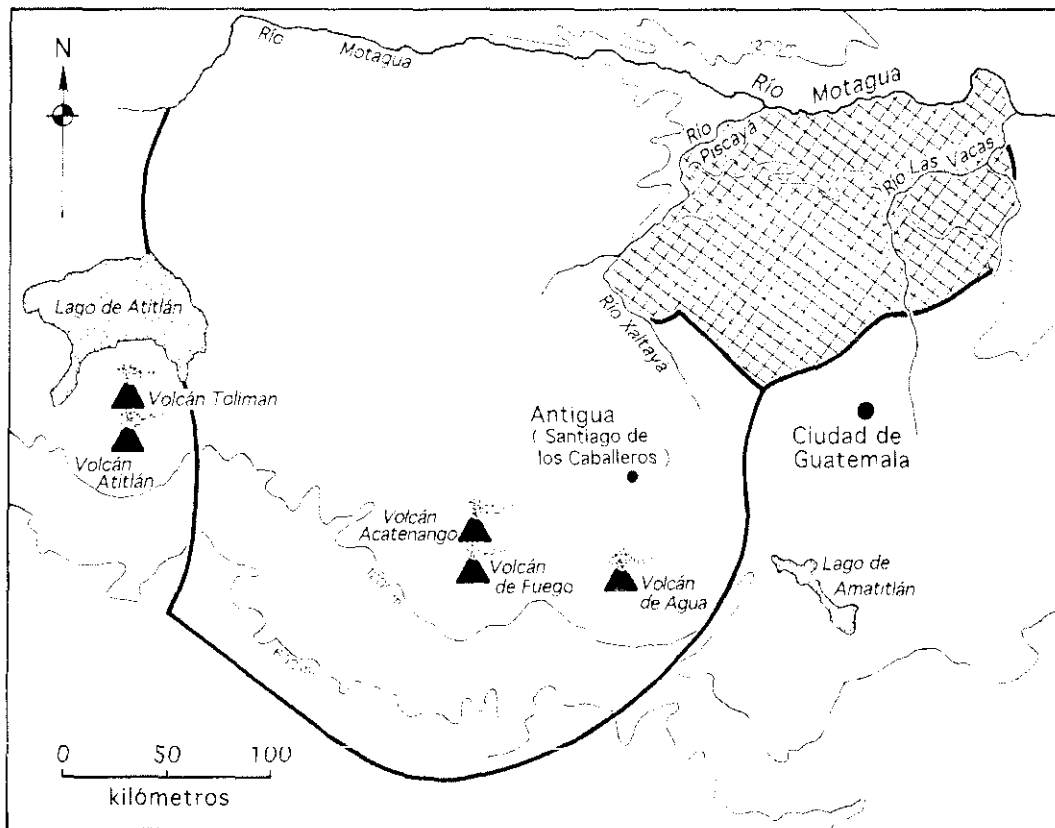 N
Río
Motagua
Río
Motagua
Río
Piscayá
Río Las Vacas
Lago de Atitlán
Río Xaltayá
Volcán Toliman
Volcán
Atitlán
Antigua
( Santiago de
los Caballeros )
Ciudad de
Guatemala
Volcán
Acatenango
Volcán
de Fuego
Volcán
de Agua
Lago de
Amatitlán
0 50 100
kilómetros